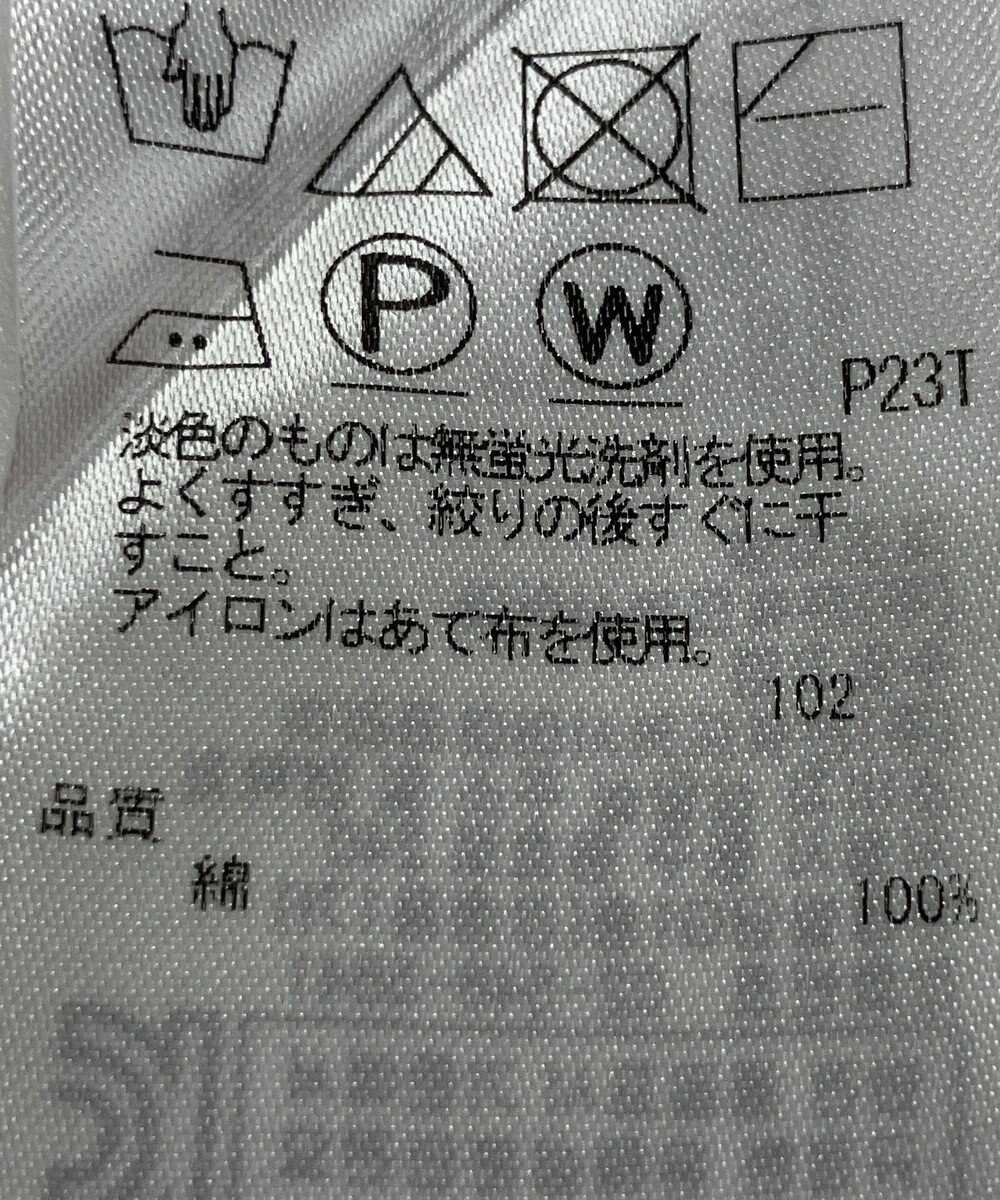 P
W
P23T
淡色のものは無蛍光洗剤を使用。
よくすすぎ、絞りの後すぐに干
すこと。
アイロンはあて布を使用。
102
品質
綿 100%